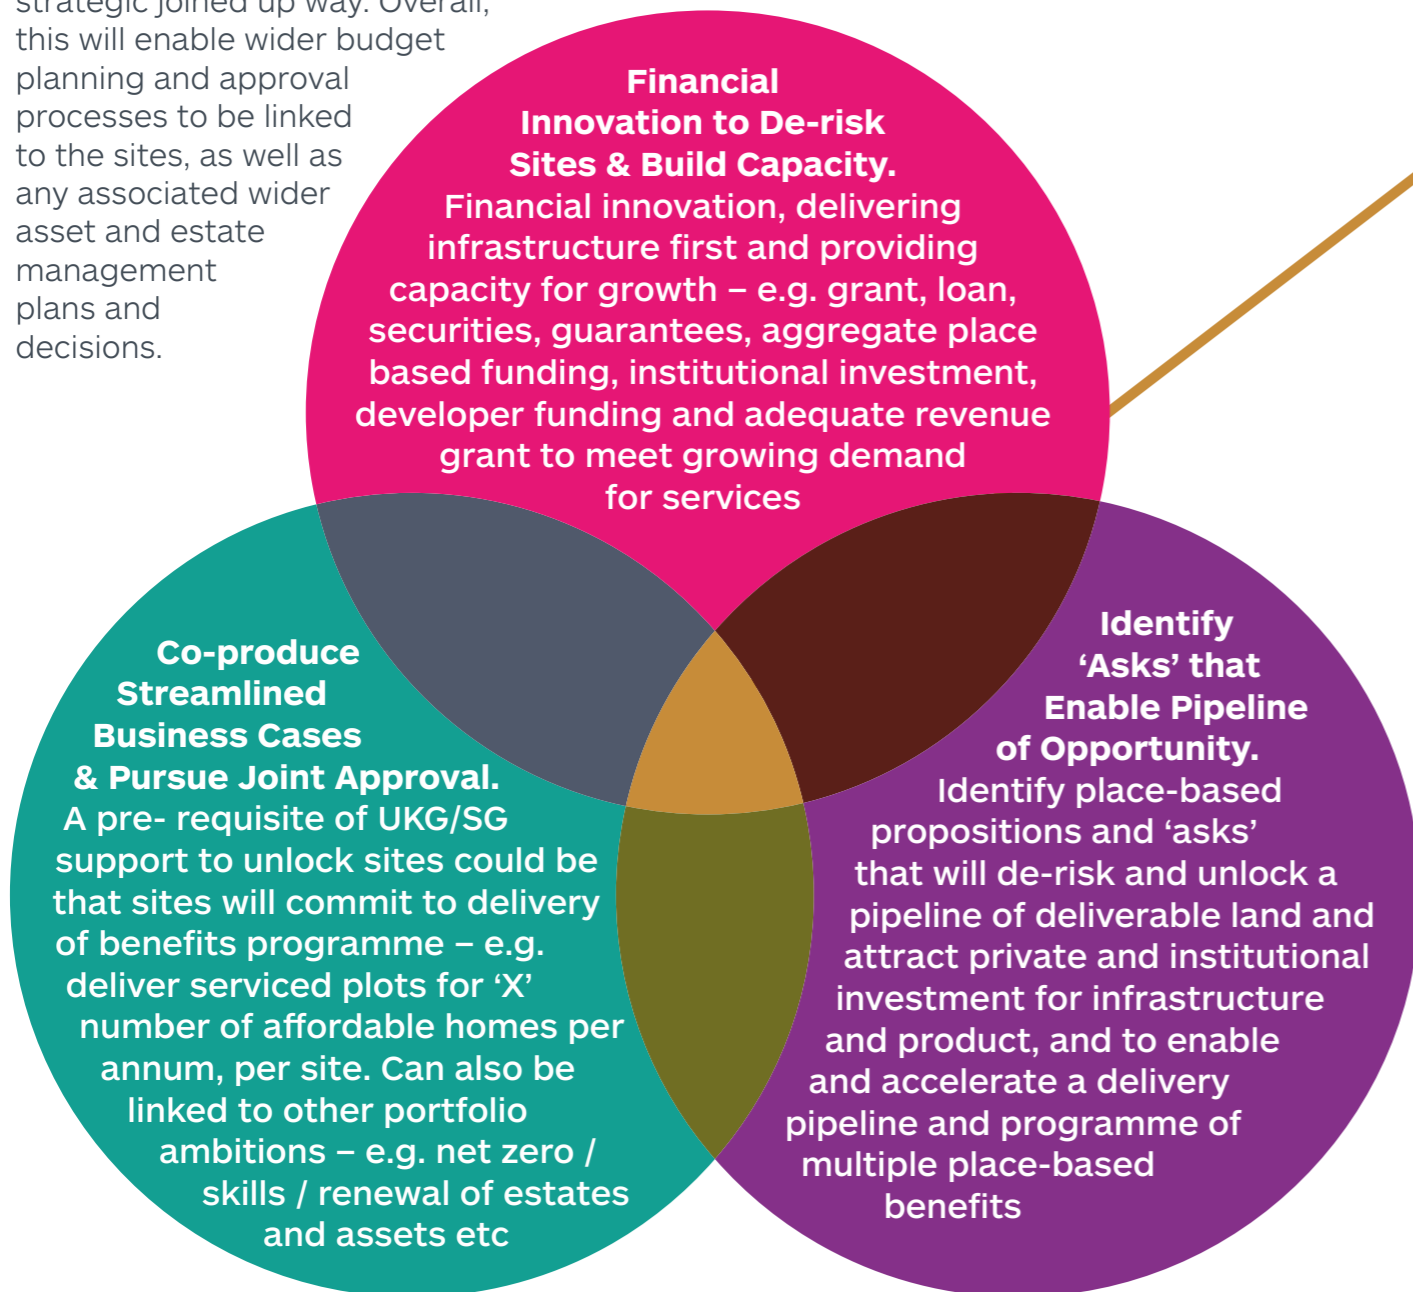 strategic joined up way. Overall,
this will enable wider budget
planning and approval
processes to be linked
to the sites, as well as
any associated wider
asset and estate
management
plans and
decisions.
Financial
Innovation to De-risk
Sites & Build Capacity.
Financial innovation, delivering
infrastructure first and providing
capacity for growth – e.g. grant, loan,
securities, guarantees, aggregate place
based funding, institutional investment,
developer funding and adequate revenue
grant to meet growing demand
for services
Co-produce
Streamlined
Business Cases
& Pursue Joint Approval.
A pre- requisite of UKG/SG
support to unlock sites could be
that sites will commit to delivery
of benefits programme – e.g.
deliver serviced plots for ‘X’
number of affordable homes per
annum, per site. Can also be
linked to other portfolio
ambitions – e.g. net zero /
skills / renewal of estates
and assets etc
Identify
‘Asks’ that
Enable Pipeline
of Opportunity.
Identify place-based
propositions and ‘asks’
that will de-risk and unlock a
pipeline of deliverable land and
attract private and institutional
investment for infrastructure
and product, and to enable
and accelerate a delivery
pipeline and programme of
multiple place-based
benefits